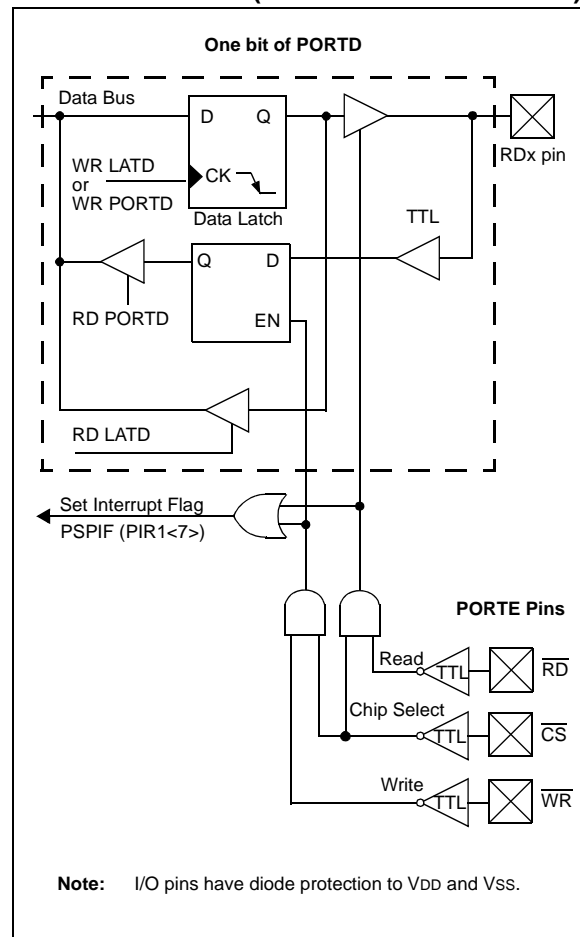 One bit of PORTD
Data Bus
D Q
RDx pin
WR LATD
or
WR PORTD
CK
Data Latch
TTL
Q D
EN
RD PORTD
RD LATD
Set Interrupt Flag
PSPIF (PIR1<7>)
PORTE Pins
Read
TTL
RD
Chip Select
TTL
CS
Write
TTL
WR
Note: I/O pins have diode protection to VDD and VSS.